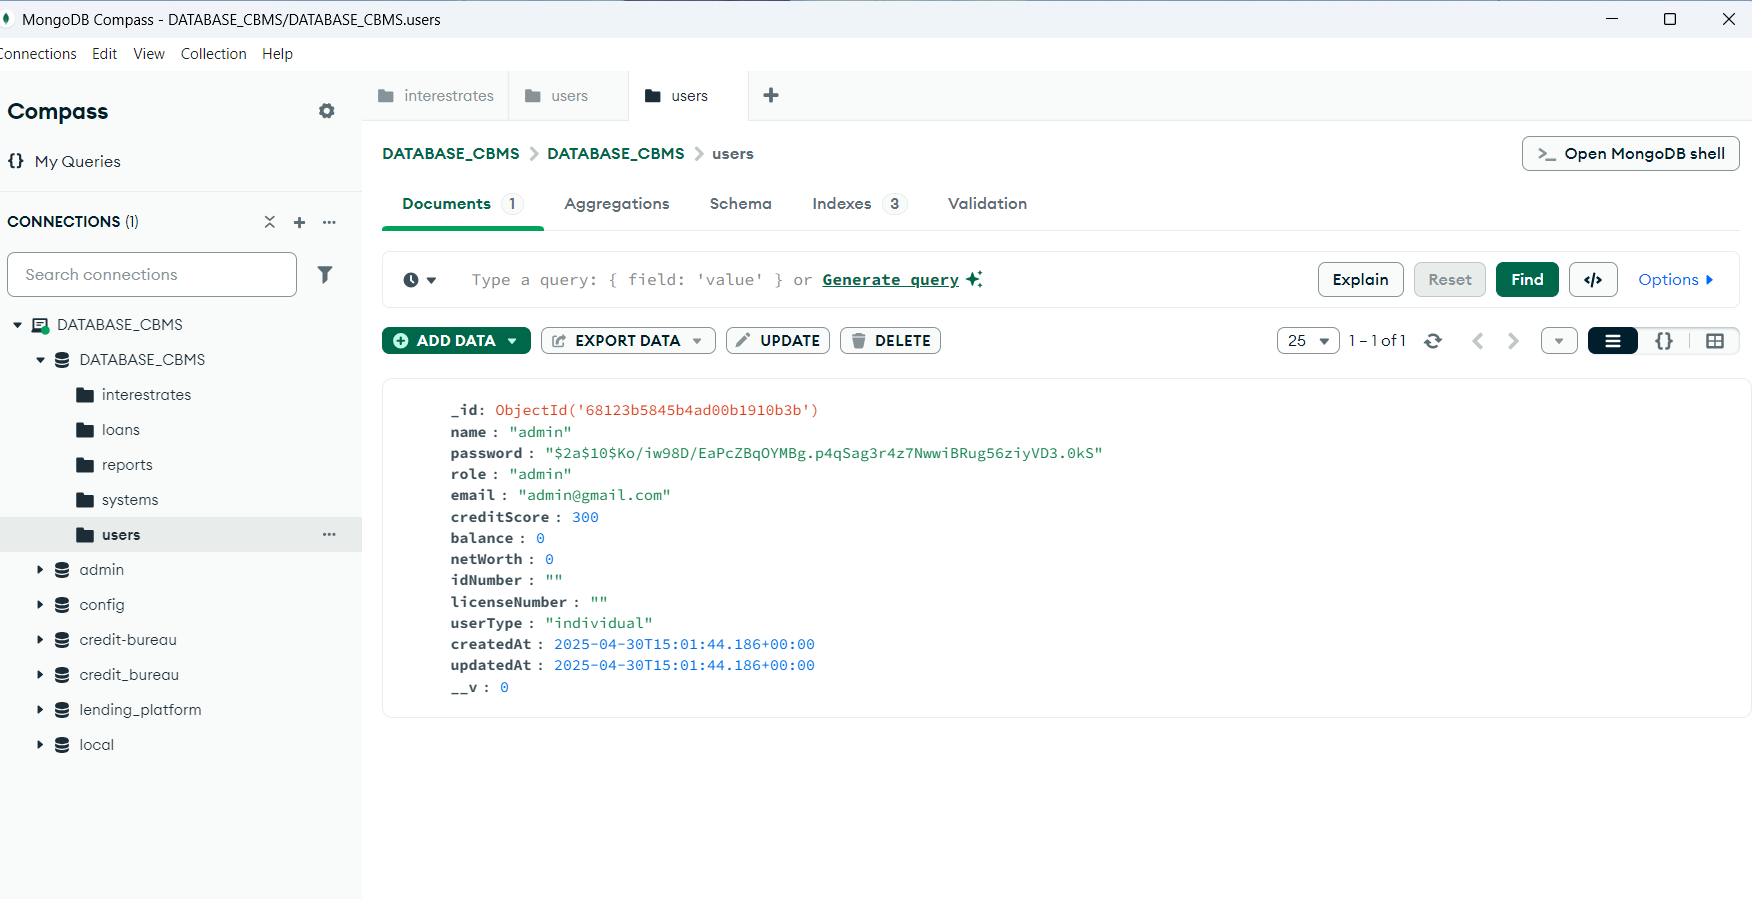 MongoDB Compass - DATABASE_CBMS/DATABASE_CBMS.users
Connections Edit View Collection Help
Compass
interestrates users users
{} My Queries
DATABASE_CBMS > DATABASE_CBMS > users
>_ Open MongoDB shell
Documents 1 Aggregations Schema Indexes 3 Validation
CONNECTIONS (1)
Search connections
Type a query: { field: 'value' } or Generate query
Explain Reset Find </> Options
ADD DATA EXPORT DATA UPDATE DELETE
25 1 – 1 of 1 {}
DATABASE_CBMS
DATABASE_CBMS
interestrates
loans
reports
systems
users
admin
config
credit-bureau
credit_bureau
lending_platform
local
_id: ObjectId('68123b5845b4ad00b1910b3b')
name : "admin"
password : "$2a$10$Ko/iw98D/EaPcZBqOYMBg.p4qSag3r4z7NwwiBRug56ziyVD3.0kS"
role : "admin"
email : "admin@gmail.com"
creditScore : 300
balance : 0
netWorth : 0
idNumber : ""
licenseNumber : ""
userType : "individual"
createdAt : 2025-04-30T15:01:44.186+00:00
updatedAt : 2025-04-30T15:01:44.186+00:00
__v : 0